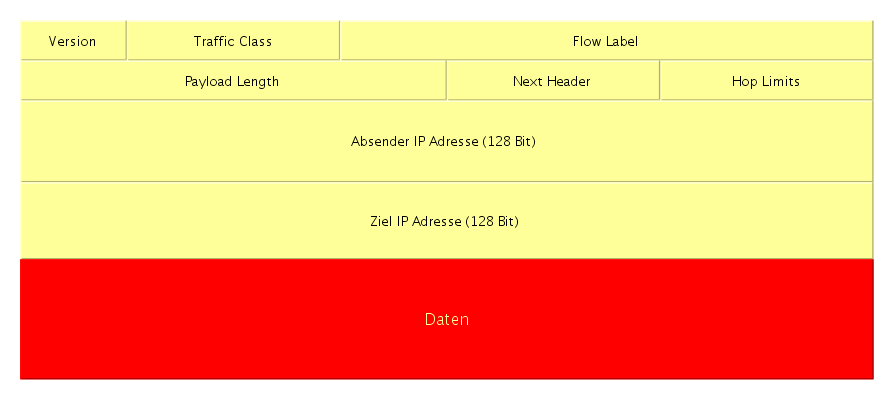 Version
Traffic Class
Flow Label
Payload Length
Next Header
Hop Limits
Absender IP Adresse (128 Bit)
Ziel IP Adresse (128 Bit)
Daten